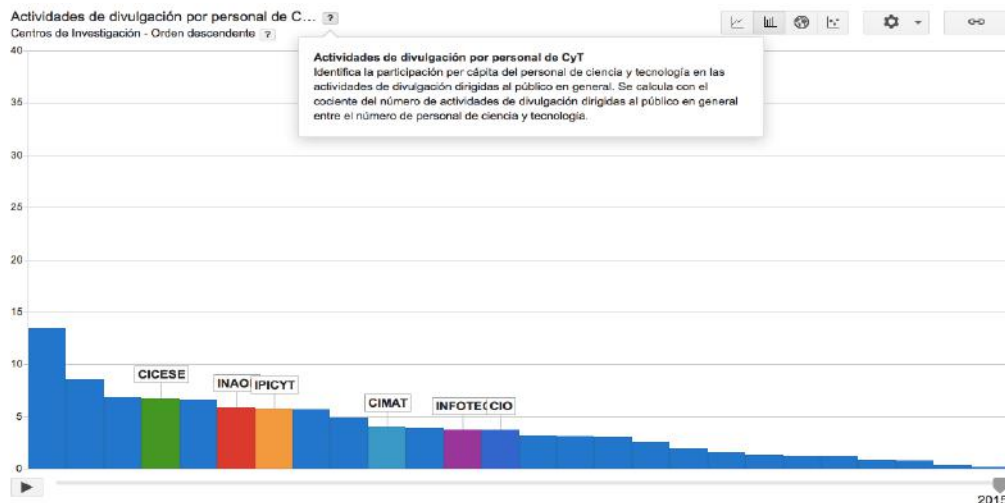 Actividades de divulgación por personal de C... ?
Centros de Investigación - Orden descendente ?
Actividades de divulgación por personal de CyT
Identifica la participación per cápita del personal de ciencia y tecnología en las
actividades de divulgación dirigidas al público en general. Se calcula con el
cociente del número de actividades de divulgación dirigidas al público en general
entre el número de personal de ciencia y tecnología.
40
35
30
25
20
15
10
5
0
CICESE
INAO
IPICYT
CIMAT
INFOTEC
CIO
2015